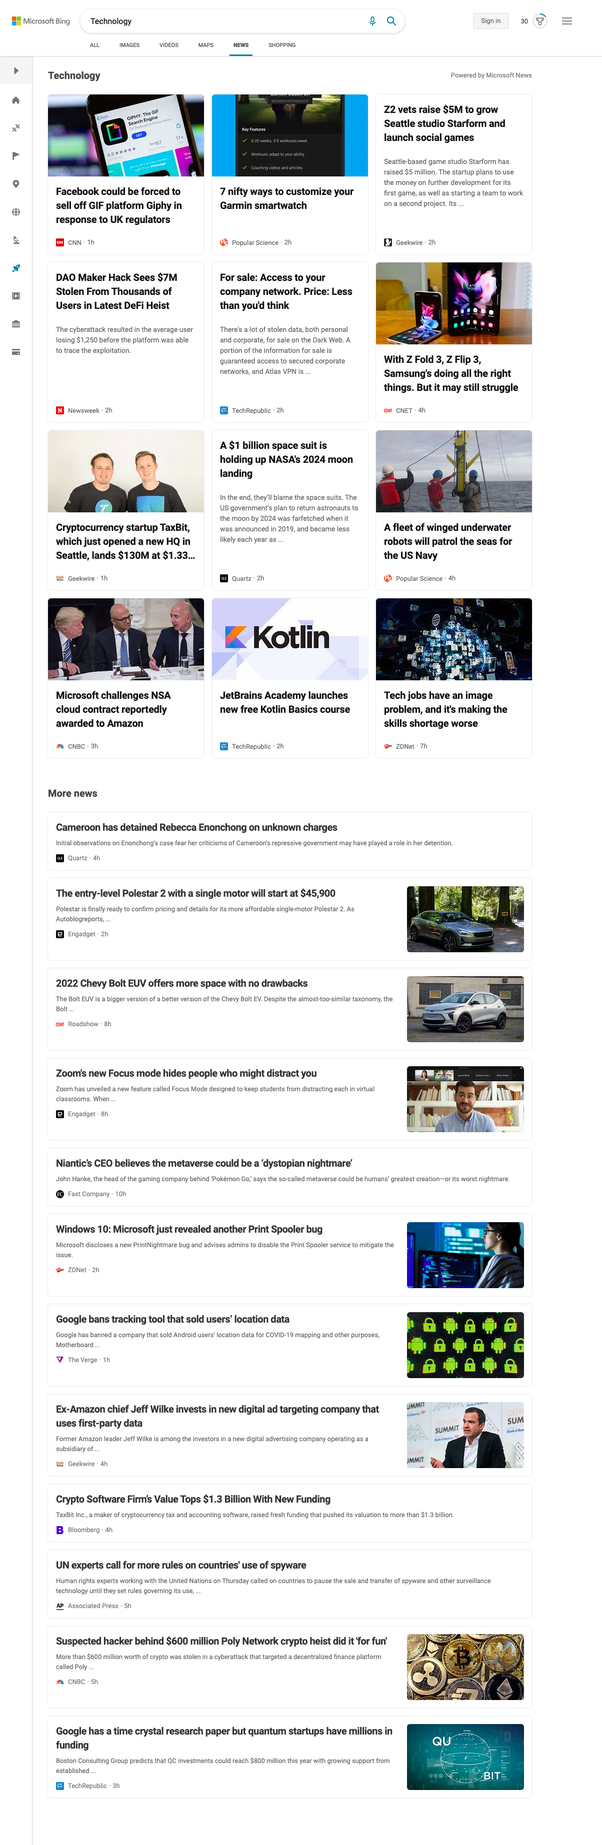 Microsoft Bing
Technology
Sign in
30
ALL
IMAGES
VIDEOS
MAPS
NEWS
SHOPPING
Technology
Powered by Microsoft News
GIPHY: The GIF
Search Engine
Facebook could be forced to
sell off GIF platform Giphy in
response to UK regulators
CNN · 1h
Key Features
6-20 weeks, 3-5 workouts/week.
Workouts adapt to your ability.
Coaching videos and articles.
7 nifty ways to customize your
Garmin smartwatch
Popular Science · 2h
Z2 vets raise $5M to grow
Seattle studio Starform and
launch social games
Seattle-based game studio Starform has
raised $5 million. The startup plans to use
the money on further development for its
first game, as well as starting a team to work
on a second project. Its ...
Geekwire · 2h
DAO Maker Hack Sees $7M
Stolen From Thousands of
Users in Latest DeFi Heist
The cyberattack resulted in the average user
losing $1,250 before the platform was able
to trace the exploitation.
Newsweek · 2h
For sale: Access to your
company network. Price: Less
than you'd think
There's a lot of stolen data, both personal
and corporate, for sale on the Dark Web. A
portion of the information for sale is
guaranteed access to secured corporate
networks, and Atlas VPN is ...
TechRepublic · 2h
With Z Fold 3, Z Flip 3,
Samsung's doing all the right
things. But it may still struggle
CNET · 4h
Cryptocurrency startup TaxBit,
which just opened a new HQ in
Seattle, lands $130M at $1.33...
Geekwire · 1h
A $1 billion space suit is
holding up NASA's 2024 moon
landing
In the end, they'll blame the space suits. The
US government's plan to return astronauts to
the moon by 2024 was farfetched when it
was announced in 2019, and became less
likely each year as ...
Quartz · 2h
A fleet of winged underwater
robots will patrol the seas for
the US Navy
Popular Science · 4h
Microsoft challenges NSA
cloud contract reportedly
awarded to Amazon
CNBC · 3h
Kotlin
JetBrains Academy launches
new free Kotlin Basics course
TechRepublic · 2h
Tech jobs have an image
problem, and it's making the
skills shortage worse
ZDNet · 7h
More news
Cameroon has detained Rebecca Enonchong on unknown charges
Initial observations on Enonchong's case fear her criticisms of Cameroon's repressive government may have played a role in her detention.
Quartz · 4h
The entry-level Polestar 2 with a single motor will start at $45,900
Polestar is finally ready to confirm pricing and details for its more affordable single-motor Polestar 2. As
Autoblogreports, ...
Engadget · 2h
2022 Chevy Bolt EUV offers more space with no drawbacks
The Bolt EUV is a bigger version of a better version of the Chevy Bolt EV. Despite the almost-too-similar taxonomy, the
Bolt ...
Roadshow · 8h
Zoom's new Focus mode hides people who might distract you
Zoom has unveiled a new feature called Focus Mode designed to keep students from distracting each in virtual
classrooms. When ...
Engadget · 8h
Niantic's CEO believes the metaverse could be a 'dystopian nightmare'
John Hanke, the head of the gaming company behind 'Pokémon Go,' says the so-called metaverse could be humans' greatest creation—or its worst nightmare.
Fast Company · 10h
Windows 10: Microsoft just revealed another Print Spooler bug
Microsoft discloses a new PrintNightmare bug and advises admins to disable the Print Spooler service to mitigate the
issue.
ZDNet · 2h
Google bans tracking tool that sold users' location data
Google has banned a company that sold Android users' location data for COVID-19 mapping and other purposes,
Motherboard ...
The Verge · 1h
Ex-Amazon chief Jeff Wilke invests in new digital ad targeting company that
uses first-party data
Former Amazon leader Jeff Wilke is among the investors in a new digital advertising company operating as a
subsidiary of ...
Geekwire · 4h
SUMMIT
SUMM
SUMMIT
Crypto Software Firm's Value Tops $1.3 Billion With New Funding
TaxBit Inc., a maker of cryptocurrency tax and accounting software, raised fresh funding that pushed its valuation to more than $1.3 billion.
Bloomberg · 4h
UN experts call for more rules on countries' use of spyware
Human rights experts working with the United Nations on Thursday called on countries to pause the sale and transfer of spyware and other surveillance
technology until they set rules governing its use, ...
AP Associated Press · 5h
Suspected hacker behind $600 million Poly Network crypto heist did it 'for fun'
More than $600 million worth of crypto was stolen in a cyberattack that targeted a decentralized finance platform
called Poly ...
CNBC · 5h
Google has a time crystal research paper but quantum startups have millions in
funding
Boston Consulting Group predicts that QC investments could reach $800 million this year with growing support from
established ...
TechRepublic · 3h
QU
BIT